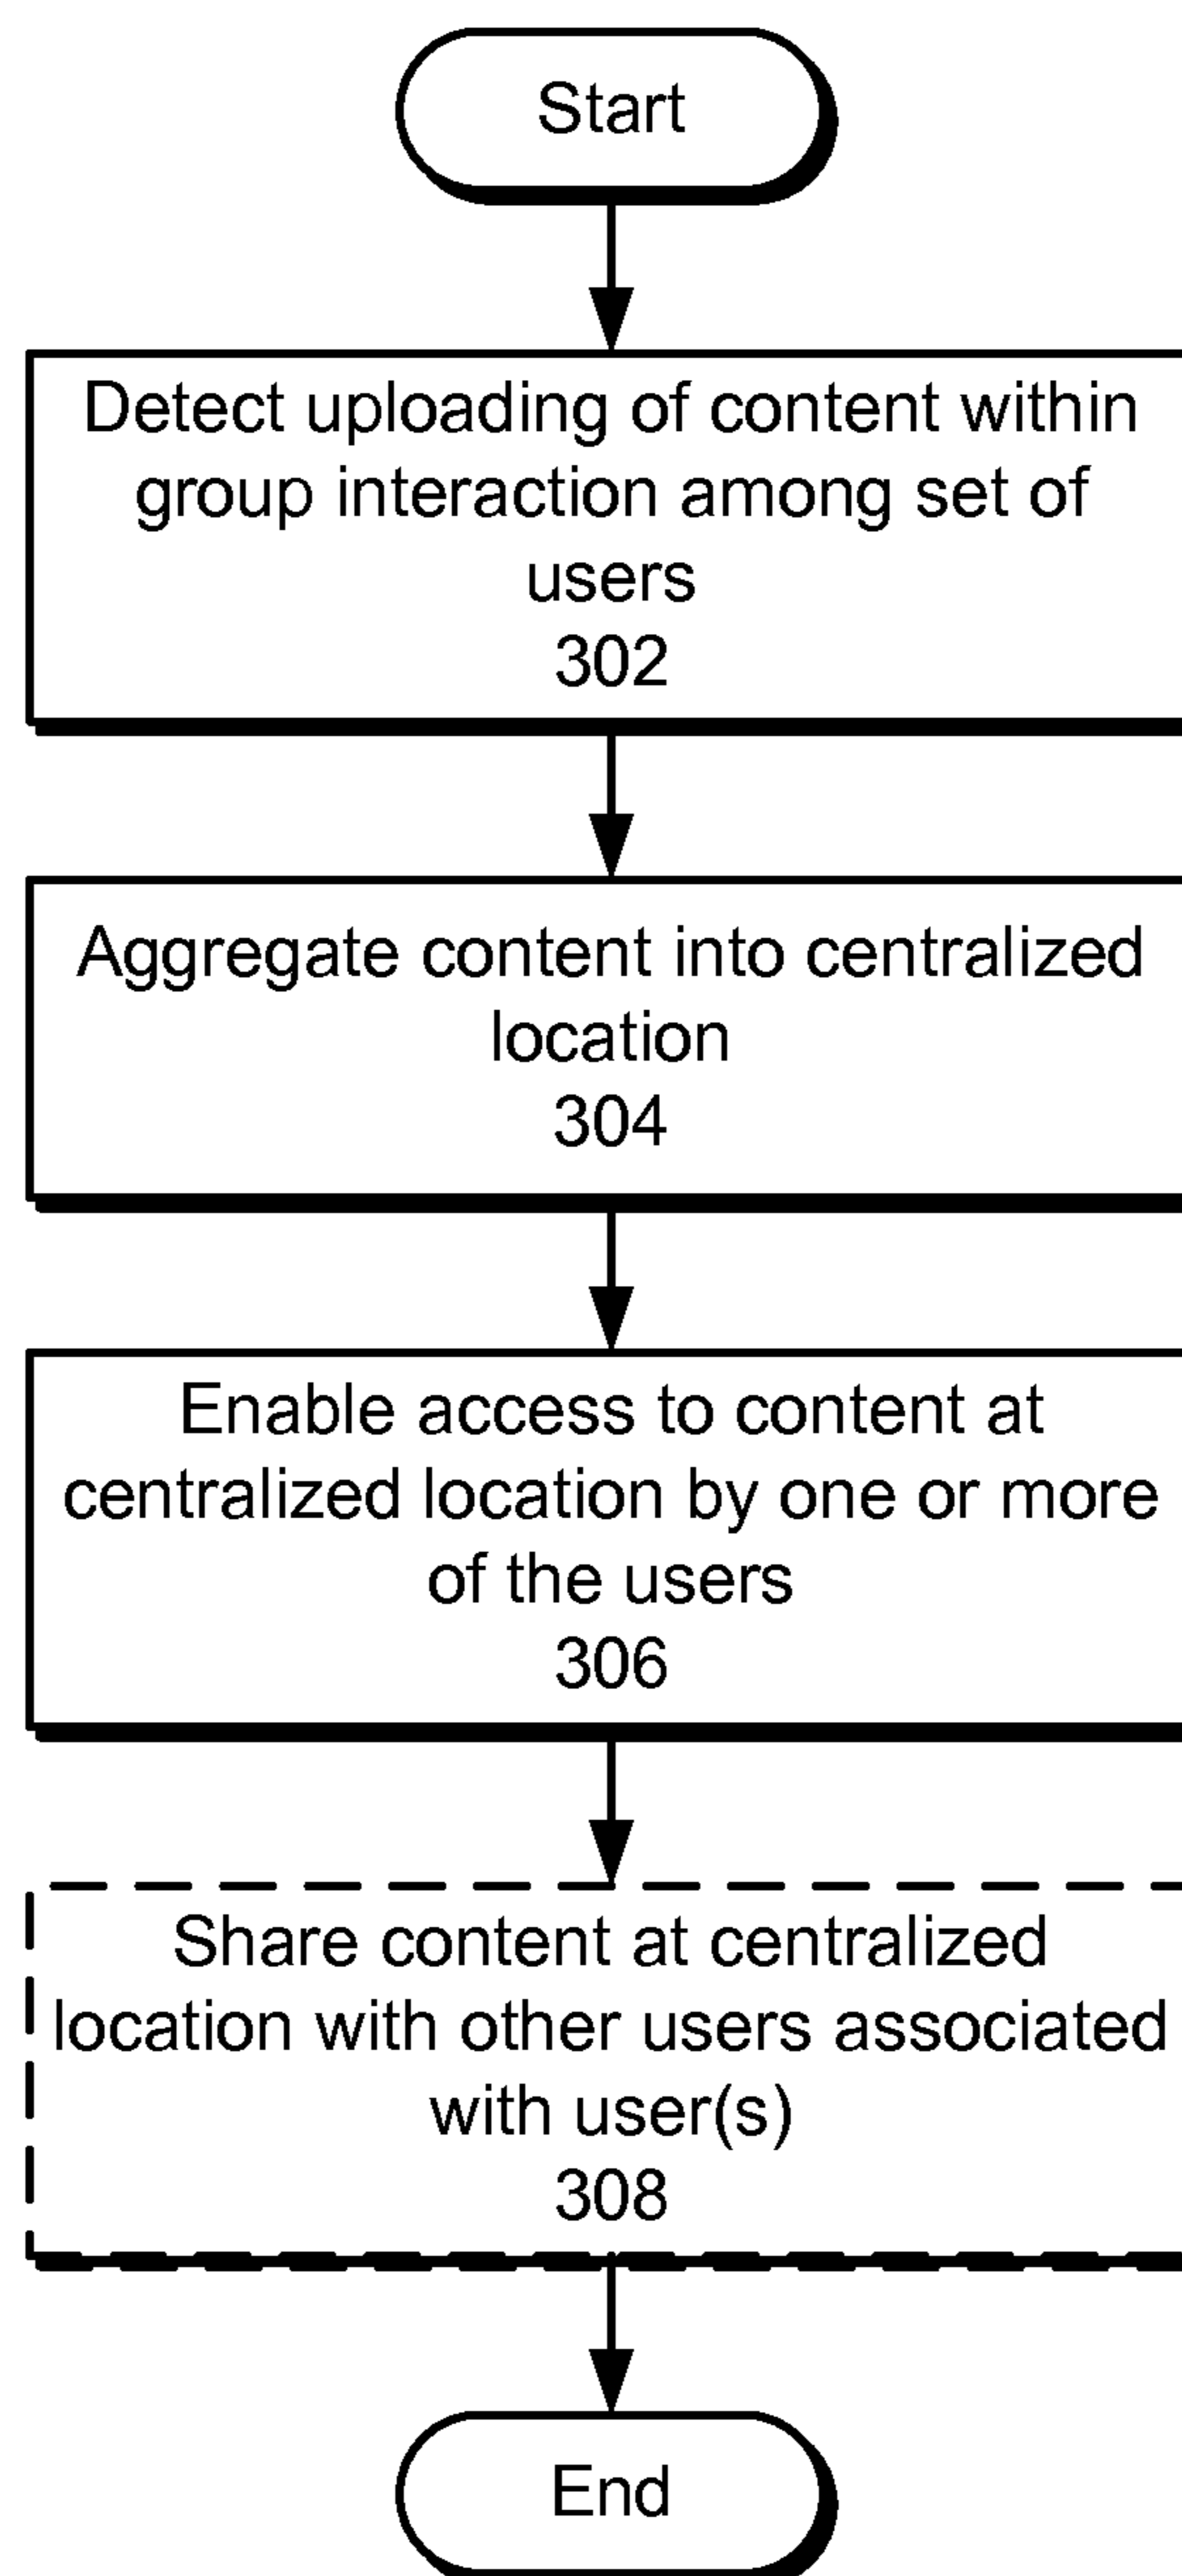 Start
Detect uploading of content within
group interaction among set of
users
302
Aggregate content into centralized
location
304
Enable access to content at
centralized location by one or more
of the users
306
Share content at centralized
location with other users associated
with user(s)
308
End